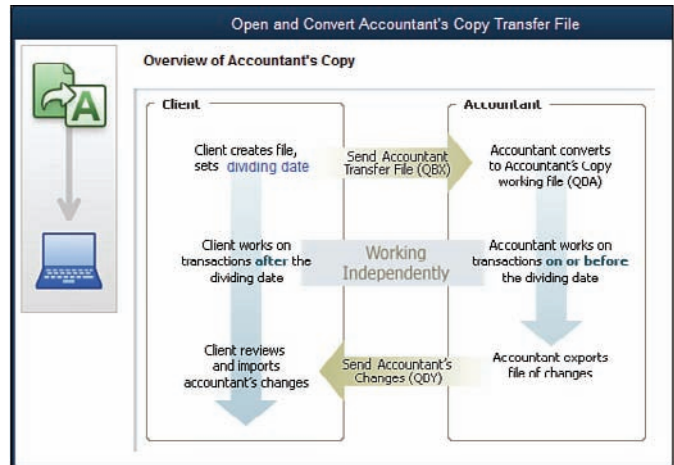 Open and Convert Accountant's Copy Transfer File
Overview of Accountant's Copy
Client
Accountant
Client creates file,
sets dividing date
Send Accountant
Transfer File (QBX)
Accountant converts
to Accountant's Copy
working file (QDA)
Client works on
transactions after the
dividing date
Working
Independently
Accountant works on
transactions on or before
the dividing date
Client reviews
and imports
accountant's changes
Send Accountant's
Changes (QDY)
Accountant exports
file of changes
A